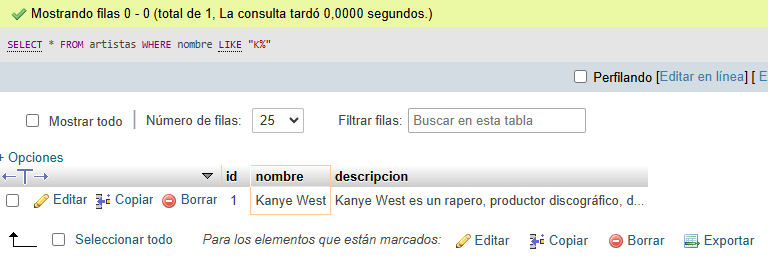 Mostrando filas 0 - 0 (total de 1, La consulta tardó 0,0000 segundos.)
SELECT * FROM artistas WHERE nombre LIKE "K%"
Perfilando [Editar en línea] [ E
Mostrar todo Número de filas: 25 Filtrar filas: Buscar en esta tabla
+ Opciones
←T→ id nombre descripcion
Editar Copiar Borrar 1 Kanye West Kanye West es un rapero, productor discográfico, d...
Seleccionar todo Para los elementos que están marcados: Editar Copiar Borrar Exportar